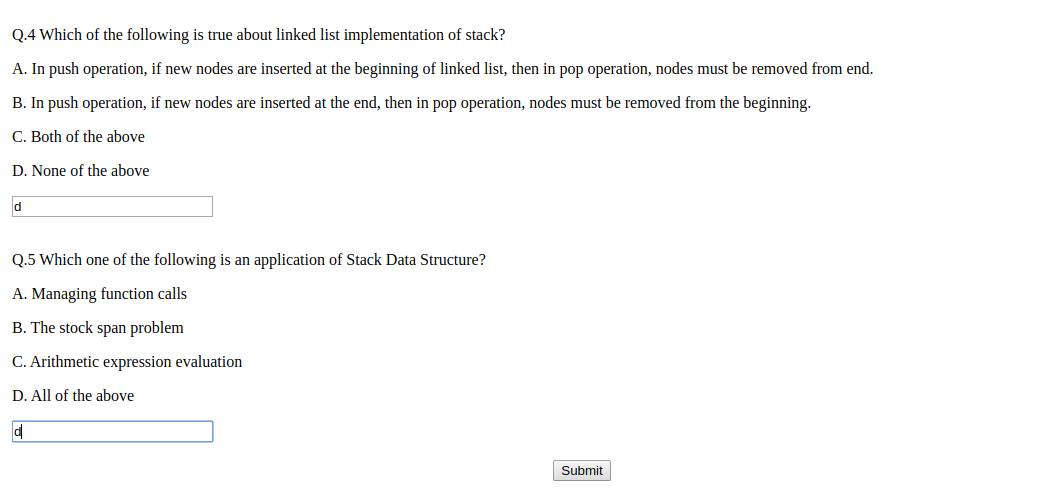 Q.4 Which of the following is true about linked list implementation of stack?
A. In push operation, if new nodes are inserted at the beginning of linked list, then in pop operation, nodes must be removed from end.
B. In push operation, if new nodes are inserted at the end, then in pop operation, nodes must be removed from the beginning.
C. Both of the above
D. None of the above
d
Q.5 Which one of the following is an application of Stack Data Structure?
A. Managing function calls
B. The stock span problem
C. Arithmetic expression evaluation
D. All of the above
d
Submit